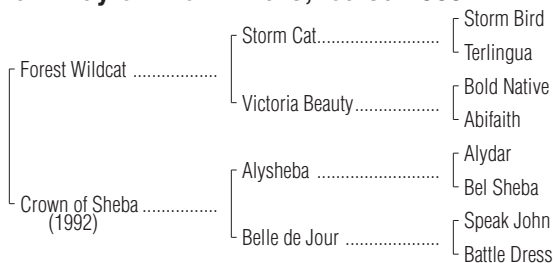 Storm Bird
Storm Cat
Terlingua
Forest Wildcat
Bold Native
Victoria Beauty
Abifaith
Alydar
Alysheba
Bel Sheba
Crown of Sheba
(1992)
Speak John
Belle de Jour
Battle Dress